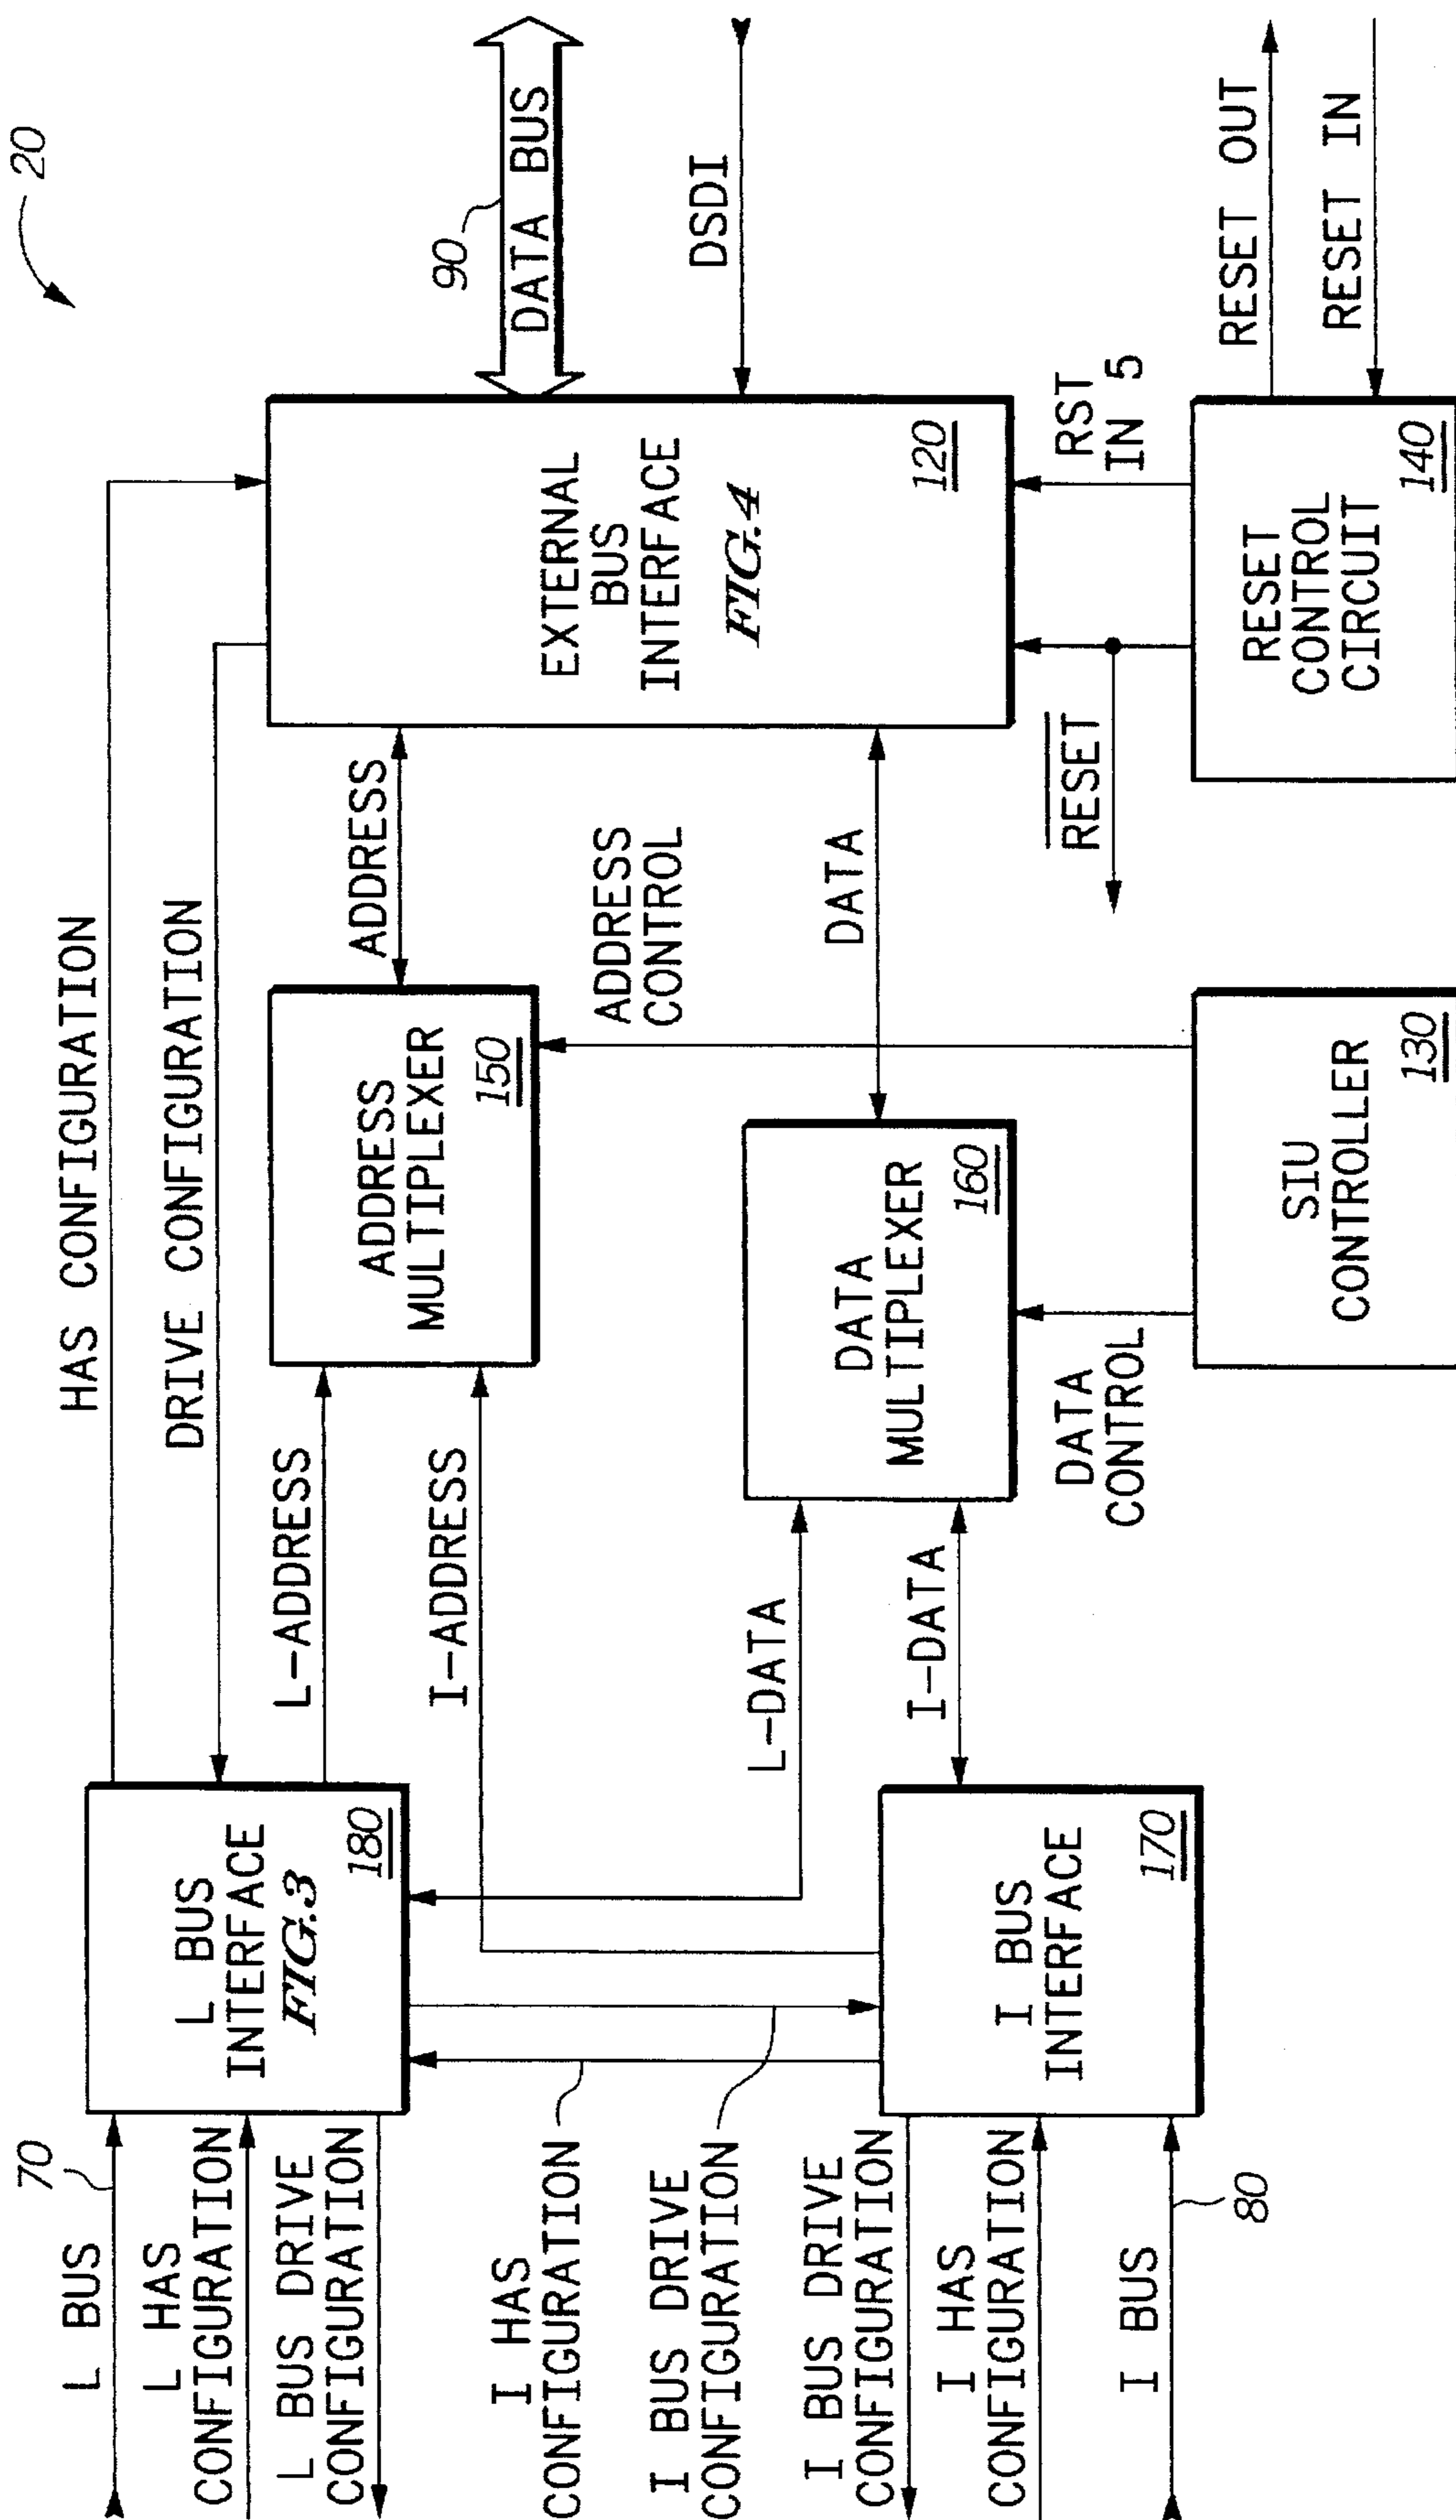 20
HAS CONFIGURATION
DRIVE CONFIGURATION
70
L BUS
L HAS
CONFIGURATION
L BUS DRIVE
CONFIGURATION
L BUS
INTERFACE
FIG.3
180
L-ADDRESS
I-ADDRESS
ADDRESS
MULTIPLEXER
150
ADDRESS
ADDRESS
CONTROL
EXTERNAL
BUS
INTERFACE
FIG.4
120
90
DATA BUS
DSDI
I HAS
CONFIGURATION
I BUS DRIVE
CONFIGURATION
L-DATA
I-DATA
DATA
MULTIPLEXER
160
DATA
I BUS DRIVE
CONFIGURATION
I HAS
CONFIGURATION
I BUS
80
I BUS
INTERFACE
170
DATA
CONTROL
SIU
CONTROLLER
130
RESET
RST
IN 5
RESET
CONTROL
CIRCUIT
140
RESET OUT
RESET IN